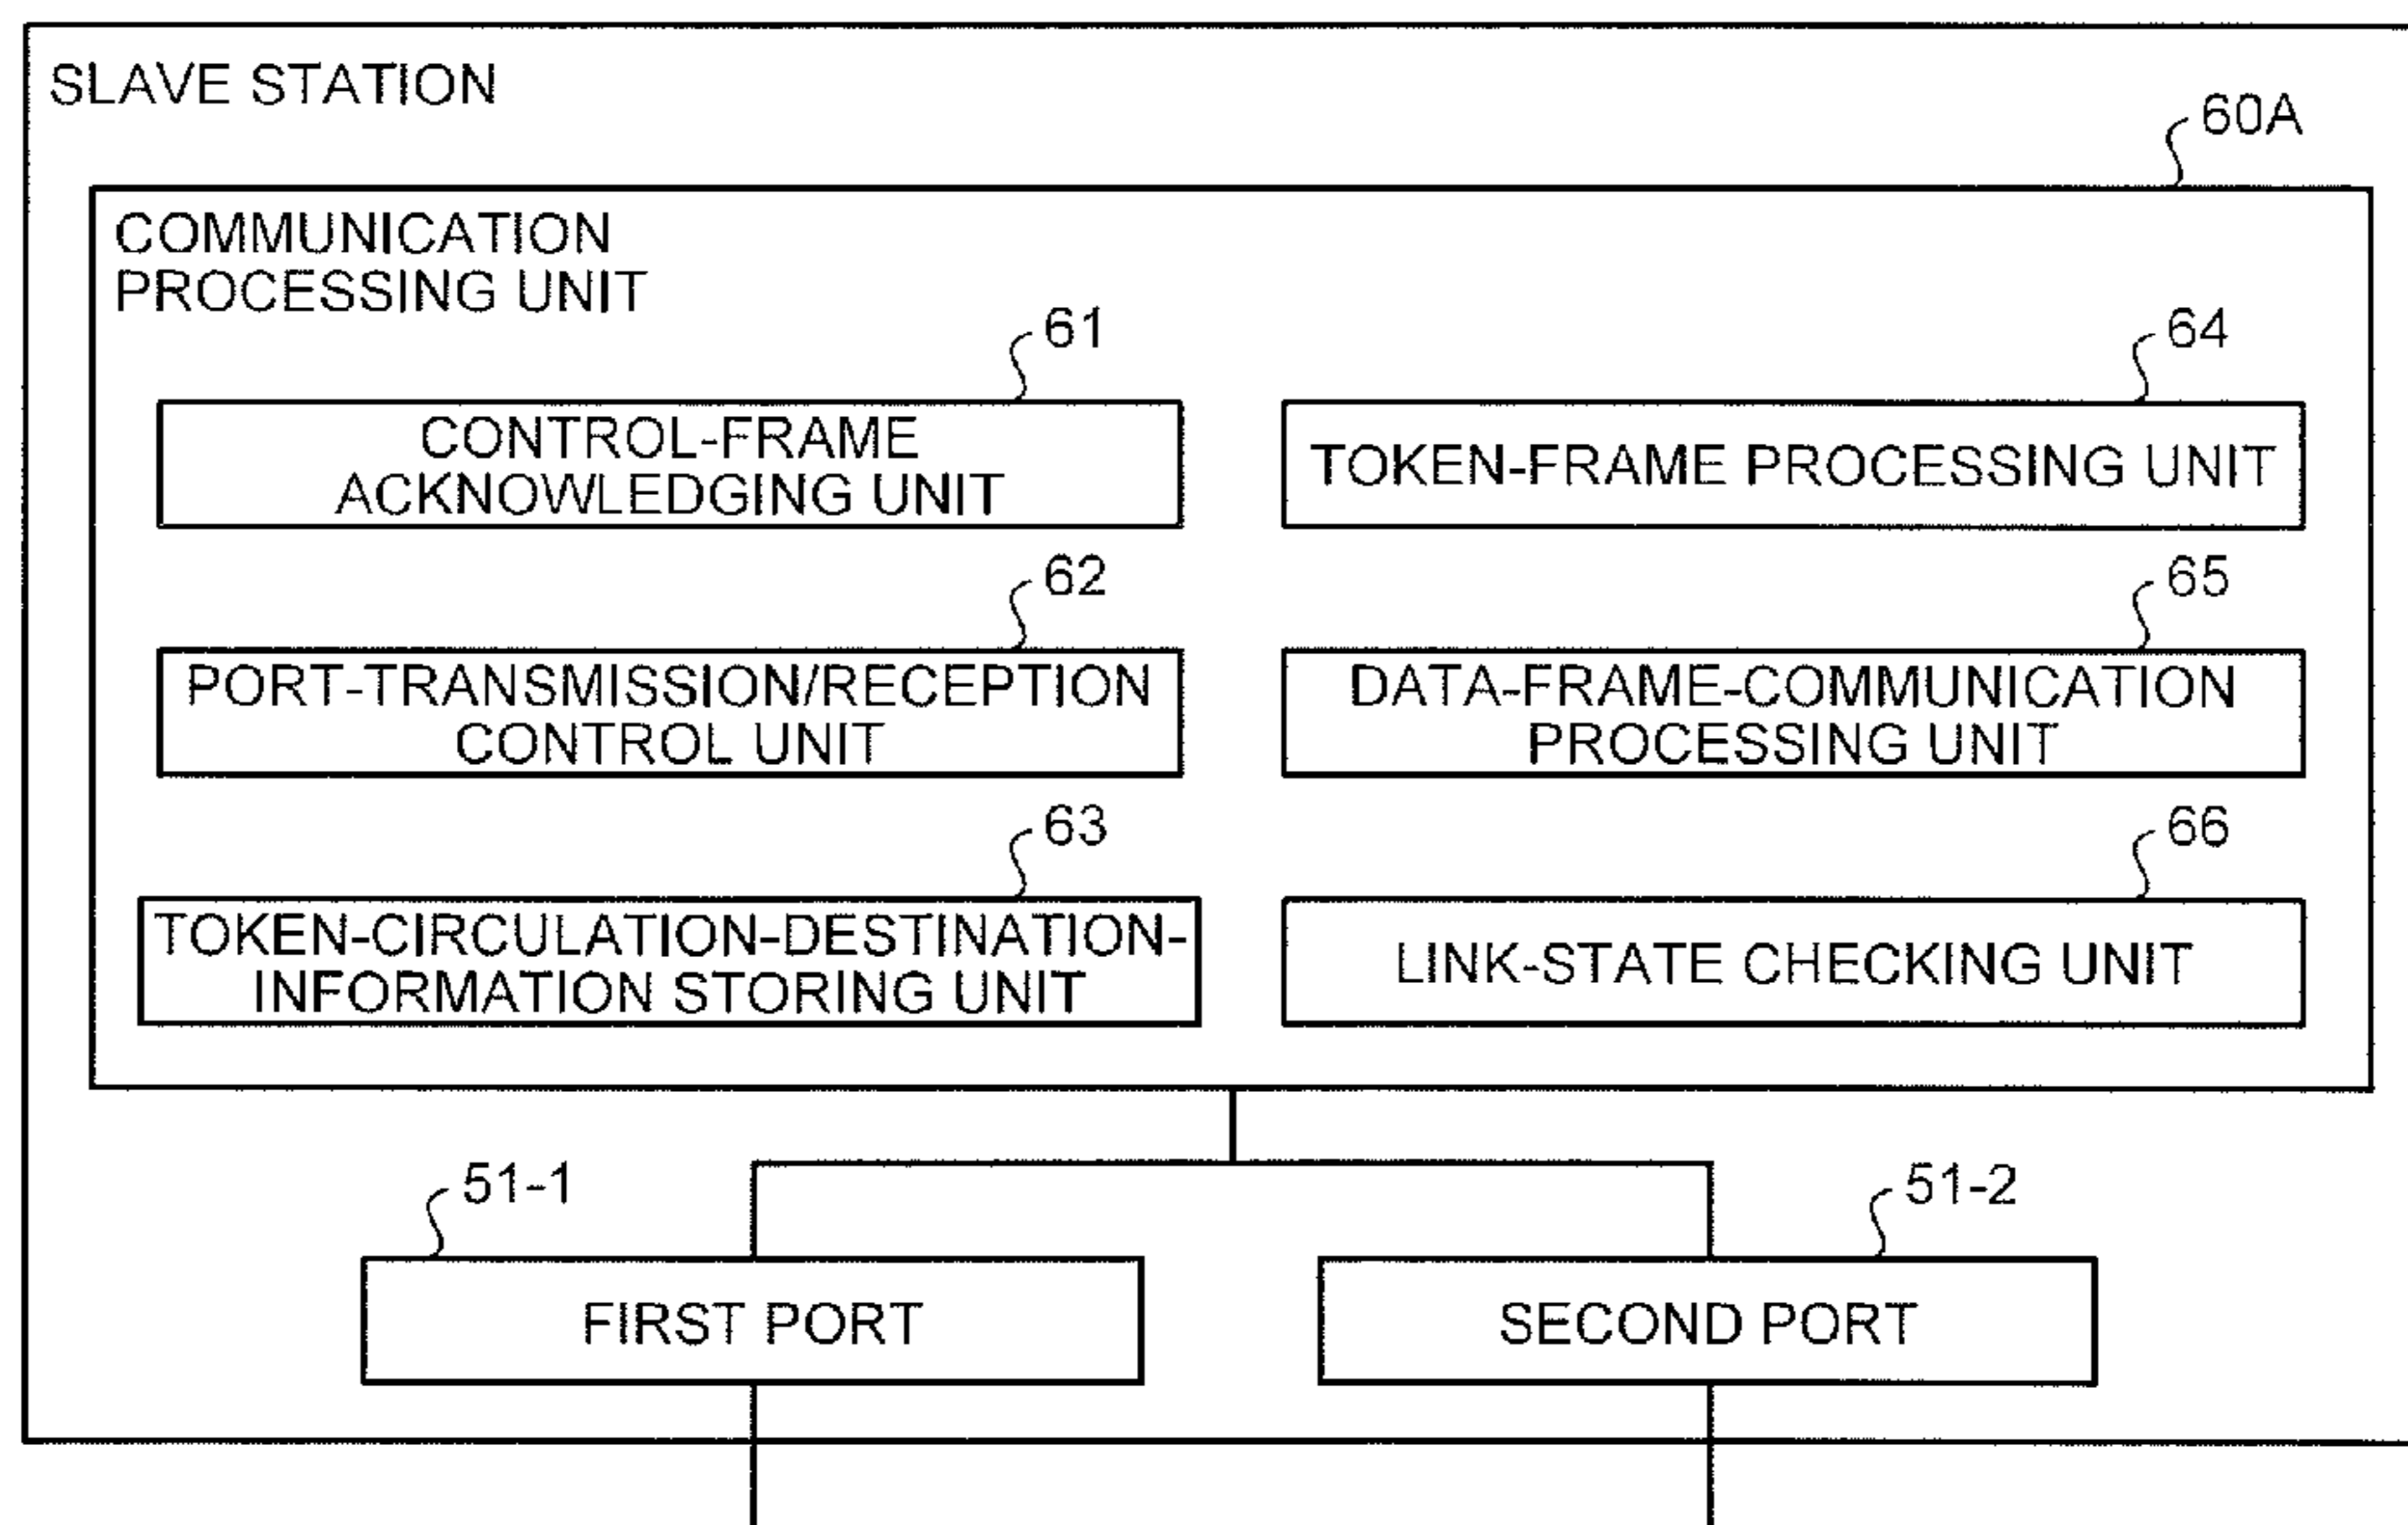 SLAVE STATION
60A
COMMUNICATION
PROCESSING UNIT
61
CONTROL-FRAME
ACKNOWLEDGING UNIT
64
TOKEN-FRAME PROCESSING UNIT
62
PORT-TRANSMISSION/RECEPTION
CONTROL UNIT
65
DATA-FRAME-COMMUNICATION
PROCESSING UNIT
63
TOKEN-CIRCULATION-DESTINATION-
INFORMATION STORING UNIT
66
LINK-STATE CHECKING UNIT
51-1
FIRST PORT
51-2
SECOND PORT